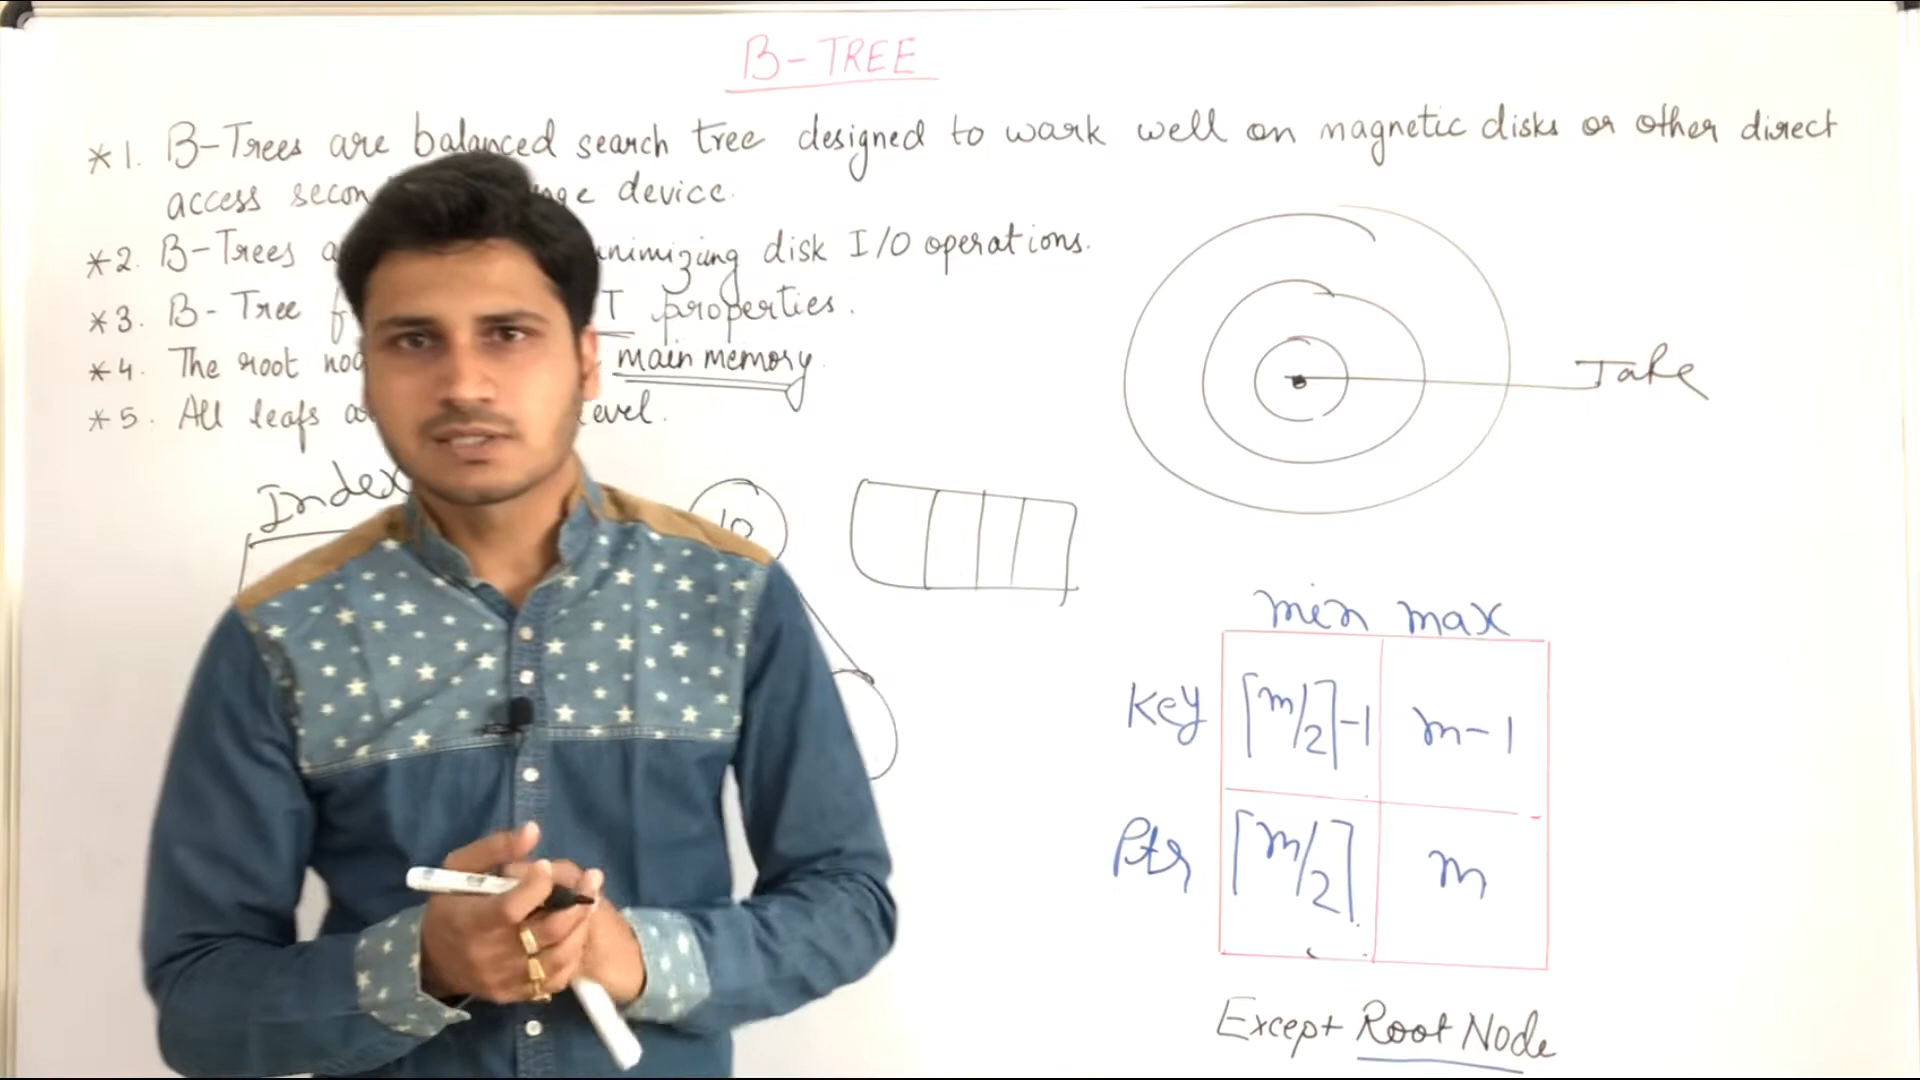 B-TREE
*1. B-Trees are balanced search tree designed to work well on magnetic disks or other direct
access device.
*2. B-Trees disk I/O operations.
*3. B-Tree properties.
*4. The root main memory
*5. All leafs
Index
10
min max
Key ⌈m/2⌉-1 m-1
Ptr ⌈m/2⌉ m
Except Root Node